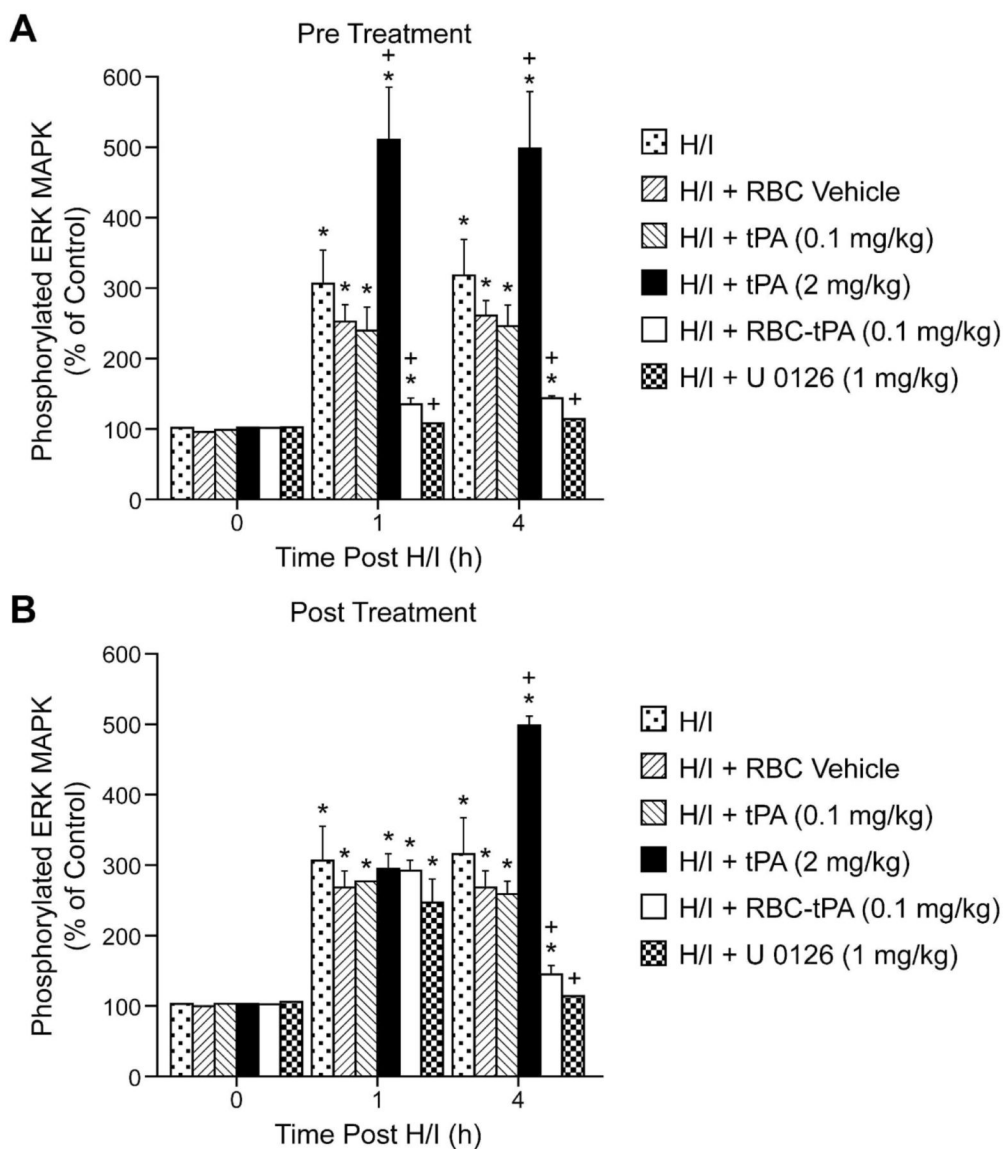 A
Pre Treatment
Phosphorylated ERK MAPK
(% of Control)
600
500
400
300
200
100
0
+
*
+
*
*
*
*
+
*
+
*
*
*
+
*
+
0
1
4
Time Post H/I (h)
H/I
H/I + RBC Vehicle
H/I + tPA (0.1 mg/kg)
H/I + tPA (2 mg/kg)
H/I + RBC-tPA (0.1 mg/kg)
H/I + U 0126 (1 mg/kg)
B
Post Treatment
Phosphorylated ERK MAPK
(% of Control)
600
500
400
300
200
100
0
*
*
*
*
*
*
*
*
*
+
*
+
*
+
0
1
4
Time Post H/I (h)
H/I
H/I + RBC Vehicle
H/I + tPA (0.1 mg/kg)
H/I + tPA (2 mg/kg)
H/I + RBC-tPA (0.1 mg/kg)
H/I + U 0126 (1 mg/kg)